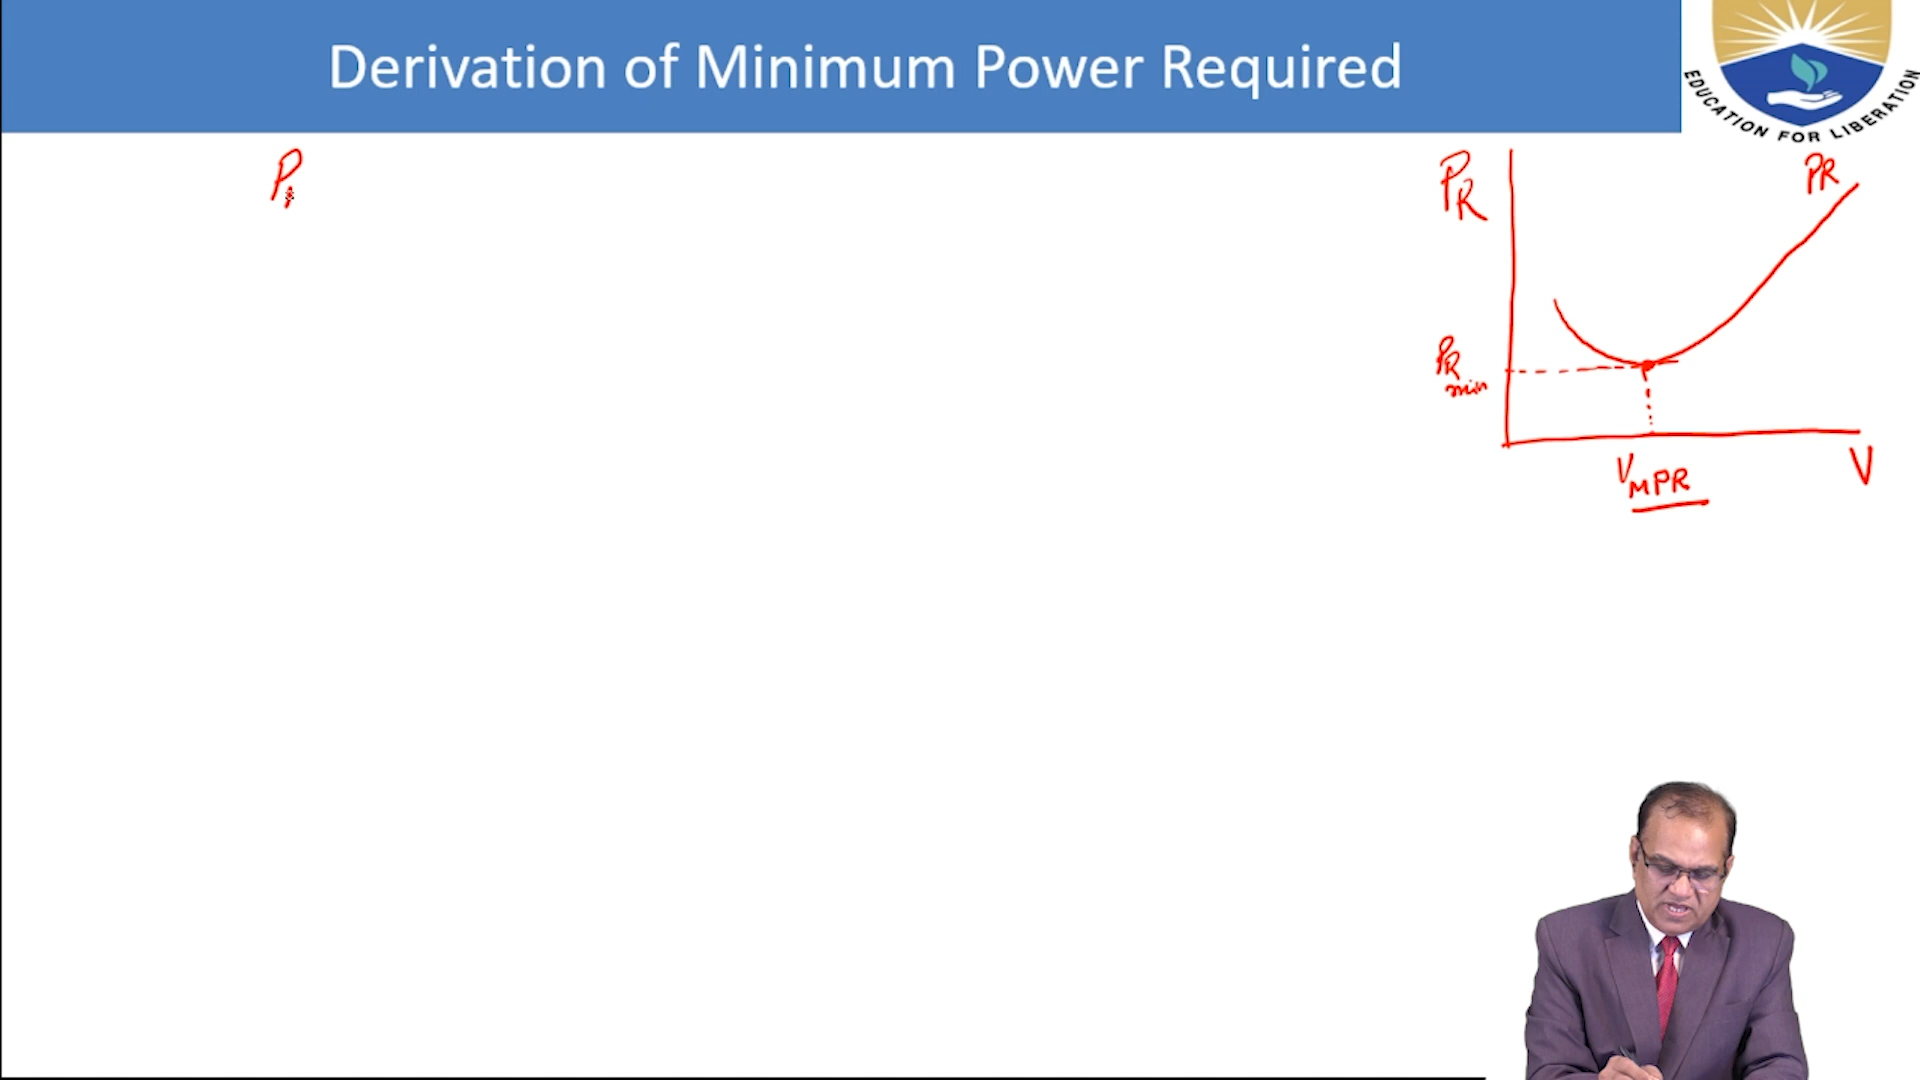 Derivation of Minimum Power Required
EDUCATION FOR LIBERATION
P
PR
PR
PR
min
VMPR
V